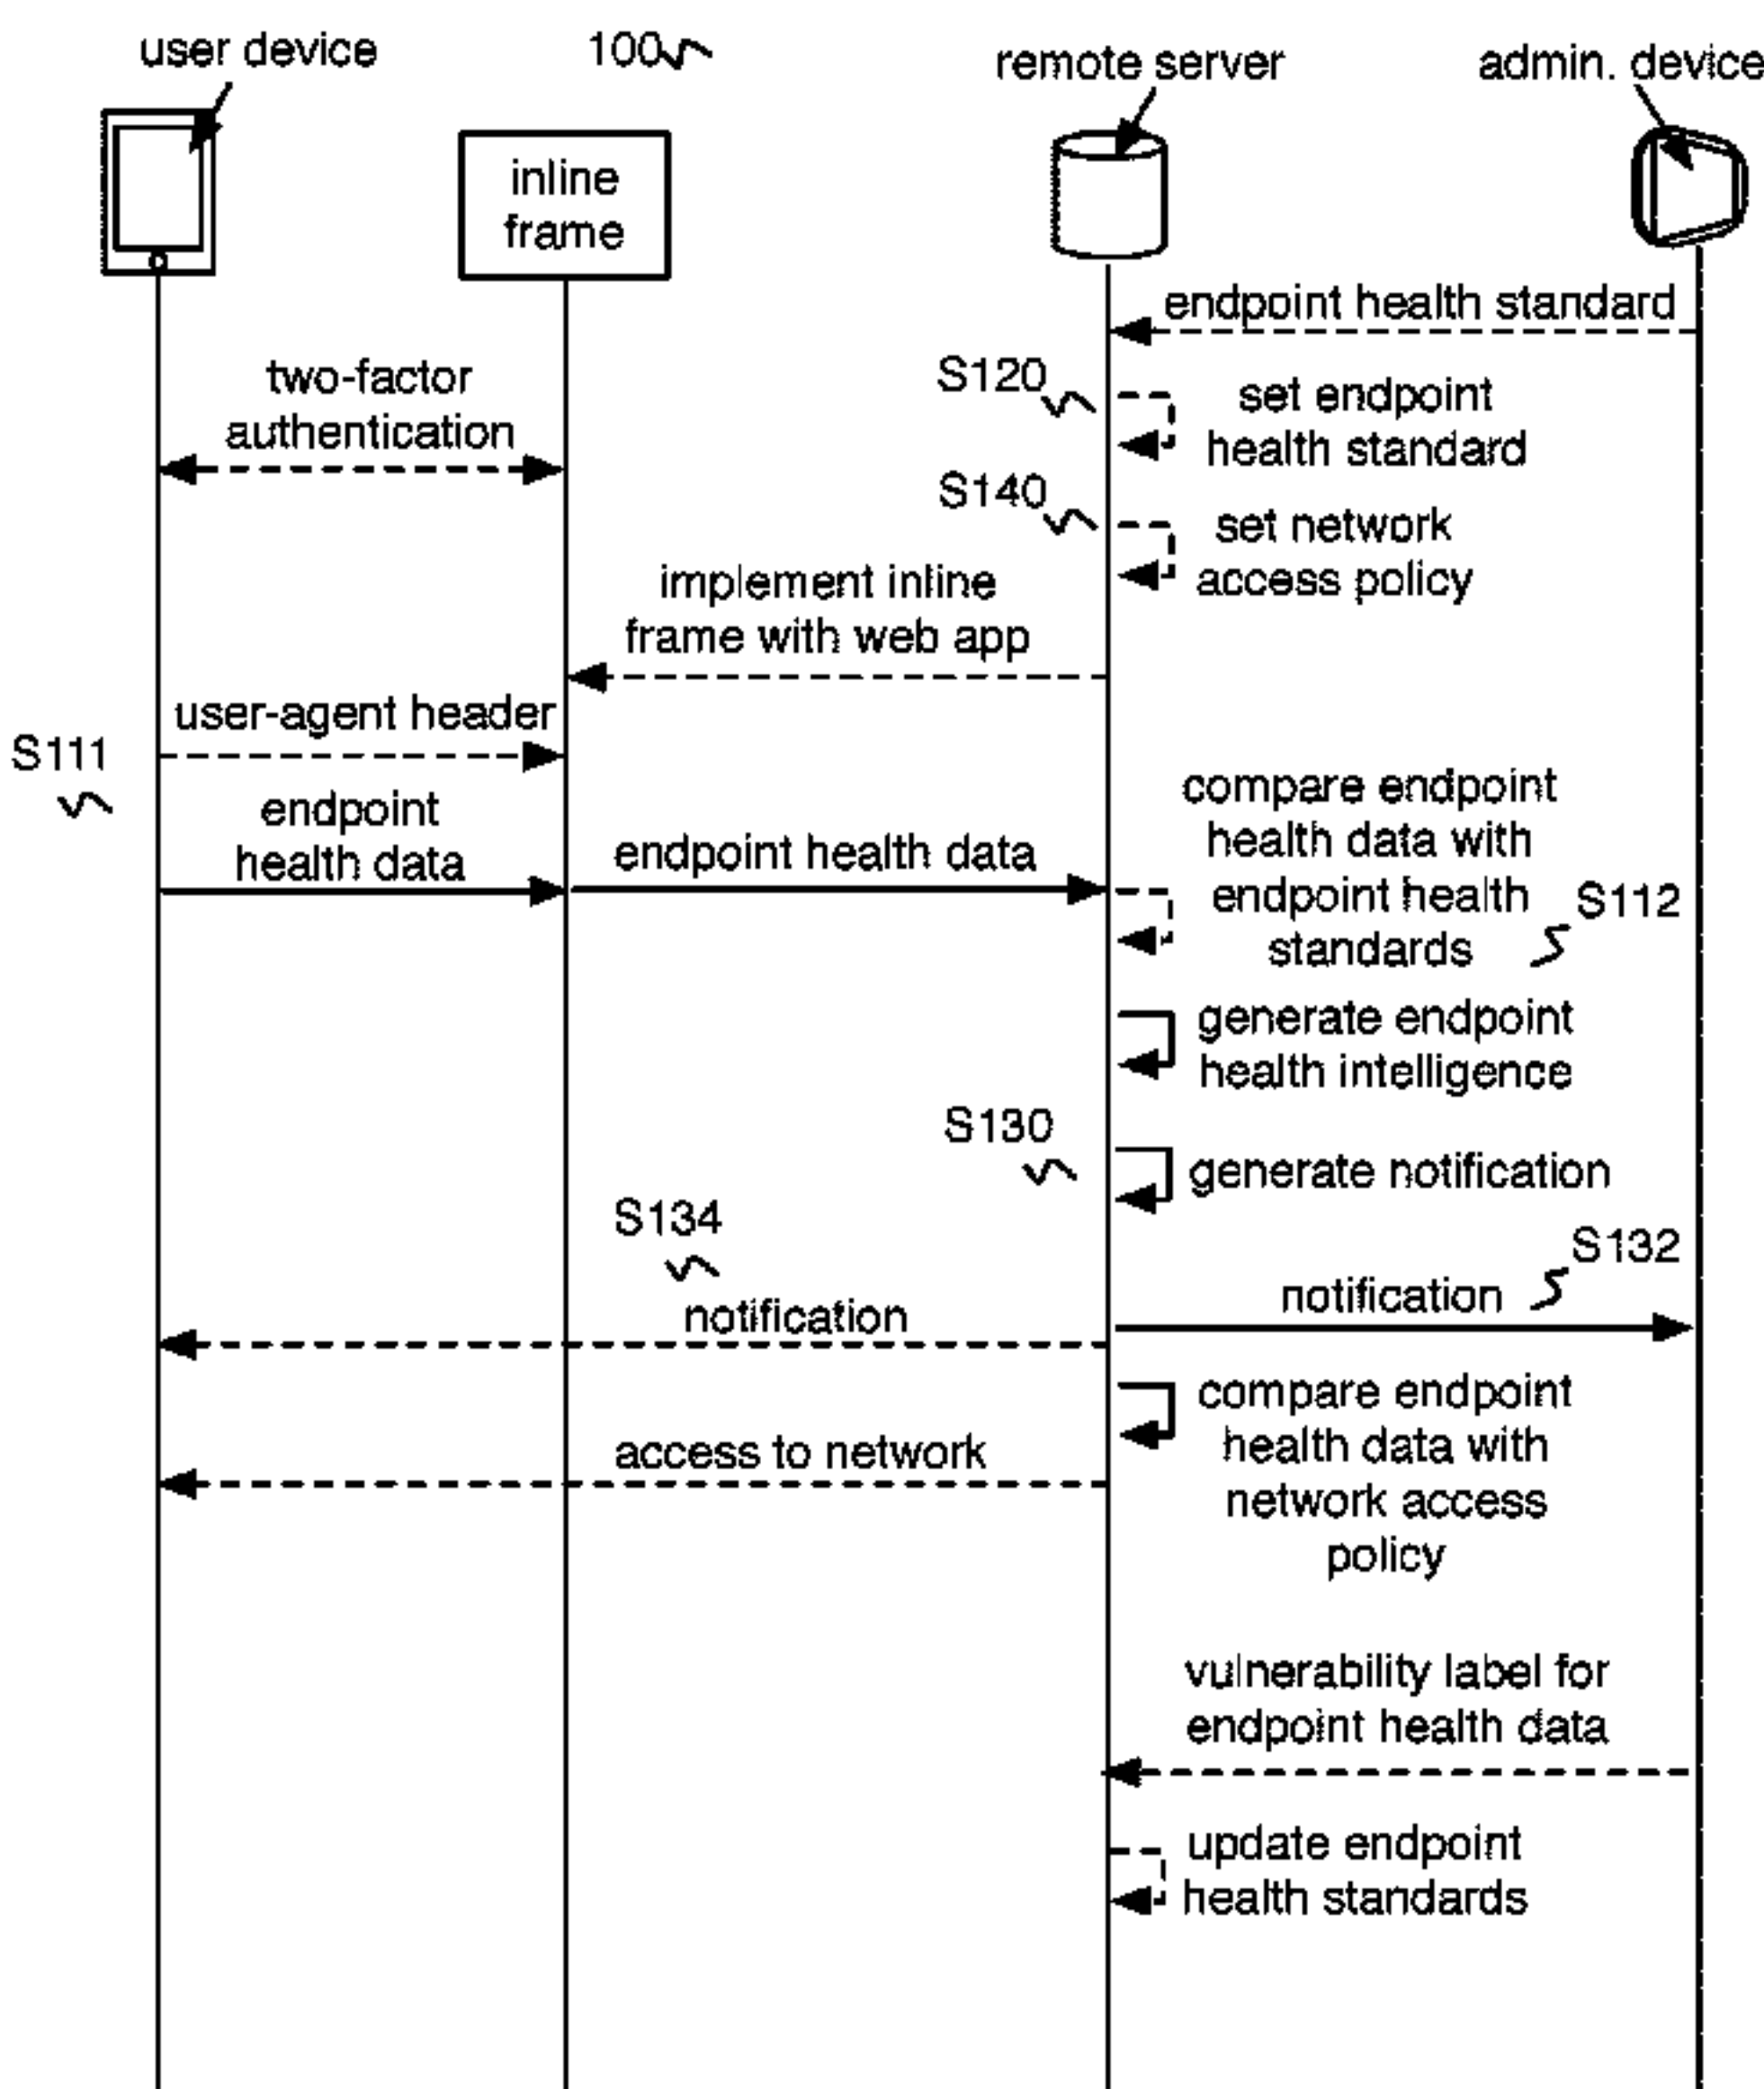 user device
100
remote server
admin. device
inline
frame
endpoint health standard
two-factor
authentication
S120
set endpoint
health standard
S140
set network
access policy
implement inline
frame with web app
user-agent header
S111
endpoint
health data
endpoint health data
compare endpoint
health data with
endpoint health
standards
S112
generate endpoint
health intelligence
S130
generate notification
S134
notification
S132
notification
compare endpoint
health data with
network access
policy
access to network
vulnerability label for
endpoint health data
update endpoint
health standards